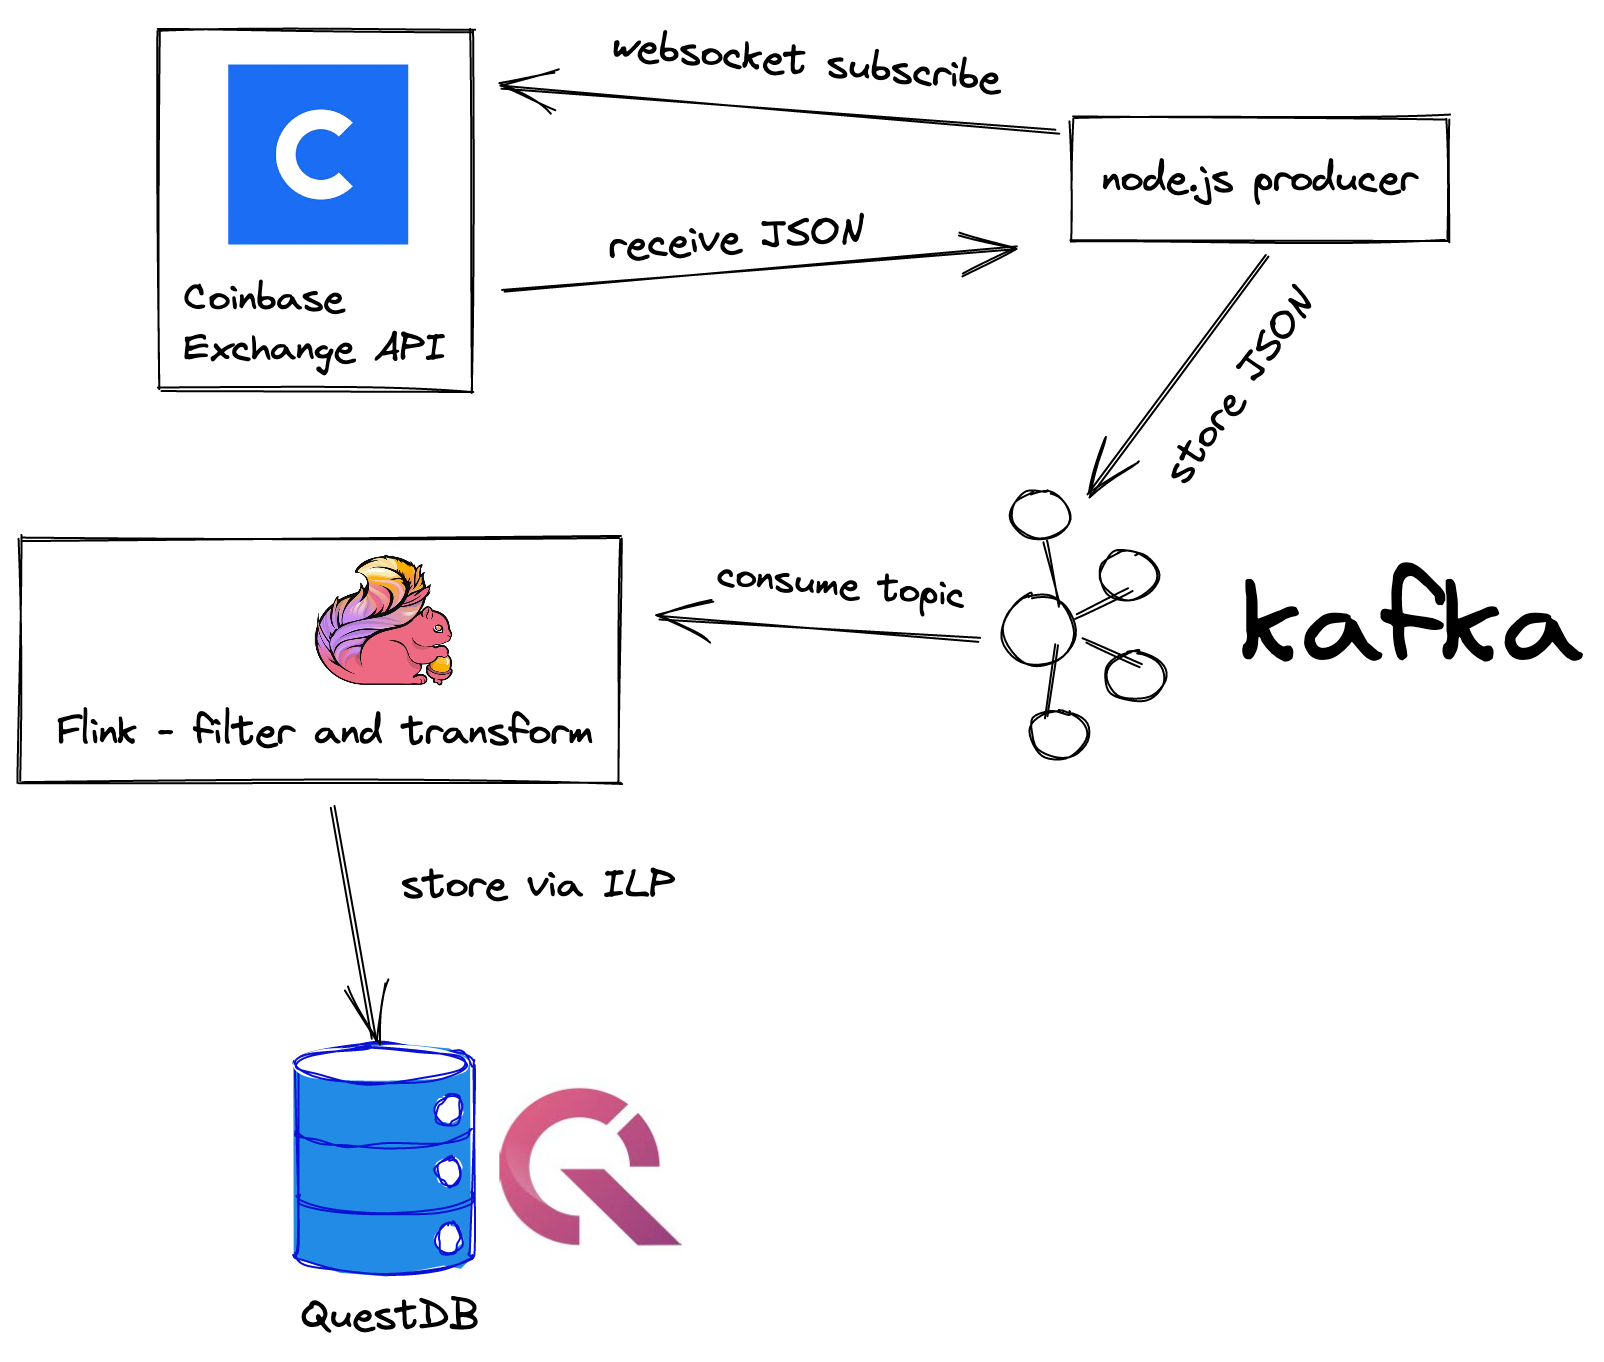 websocket subscribe
node.js producer
receive JSON
Coinbase
Exchange API
store JSON
consume topic
kafka
Flink - filter and transform
store via ILP
QuestDB